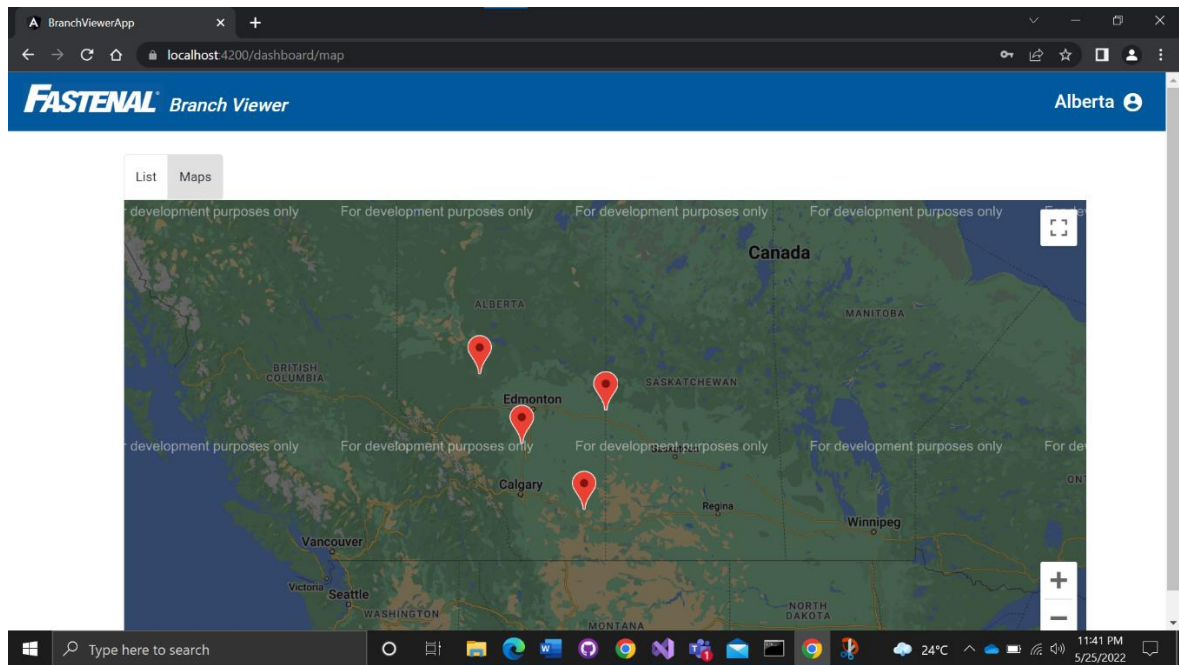 BranchViewerApp
localhost:4200/dashboard/map
FASTENAL Branch Viewer
Alberta
List Maps
r development purposes only For development purposes only For development purposes only For development purposes only
Canada
ALBERTA
MANITOBA
BRITISH
COLUMBIA
SASKATCHEWAN
Edmonton
r development purposes only For development purposes only For development purposes only For development purposes only For dev
Calgary
ON
Regina
Winnipeg
Vancouver
Victoria
Seattle
WASHINGTON
NORTH
DAKOTA
MONTANA
Type here to search
24°C
11:41 PM
5/25/2022